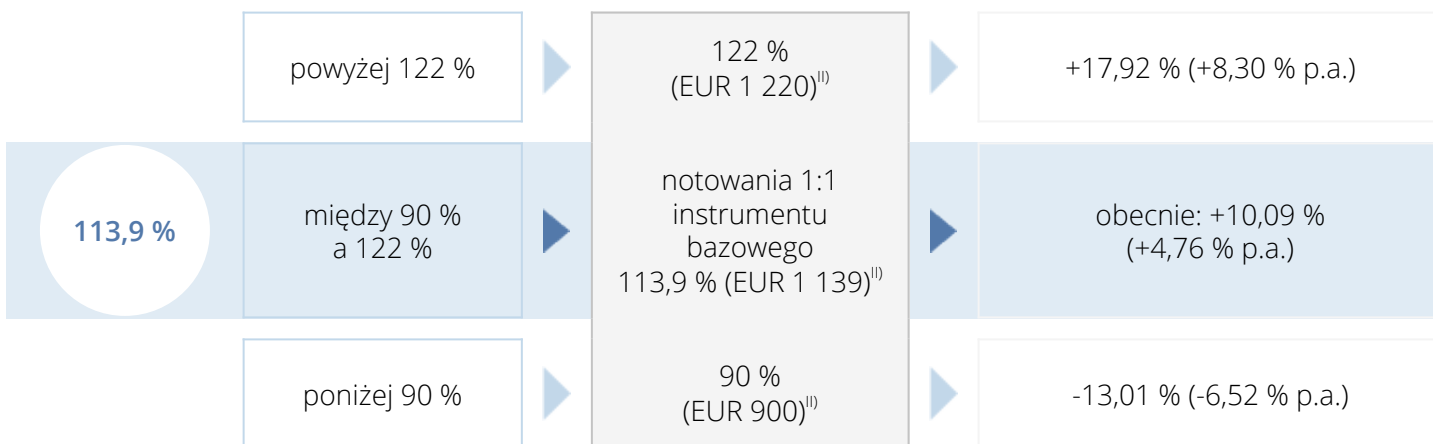 powyżej 122 %
122 %
(EUR 1 220)II)
+17,92 % (+8,30 % p.a.)
113,9 %
między 90 %
a 122 %
notowania 1:1
instrumentu
bazowego
113,9 % (EUR 1 139)II)
obecnie: +10,09 %
(+4,76 % p.a.)
poniżej 90 %
90 %
(EUR 900)II)
-13,01 % (-6,52 % p.a.)